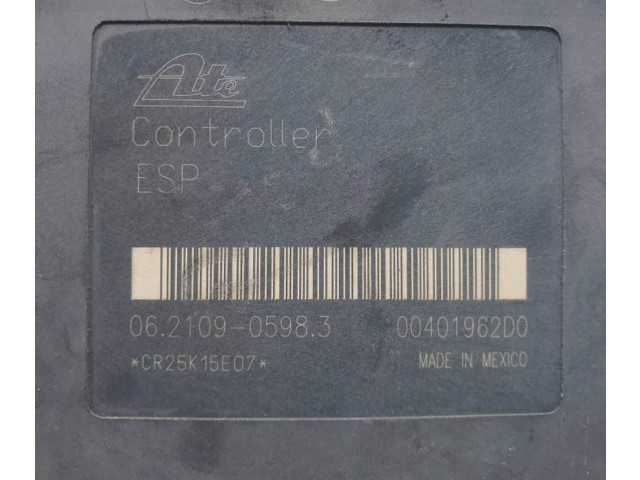 Ate
Controller
ESP
06.2109-0598.3 00401962D0
*CR25K15E07* MADE IN MEXICO